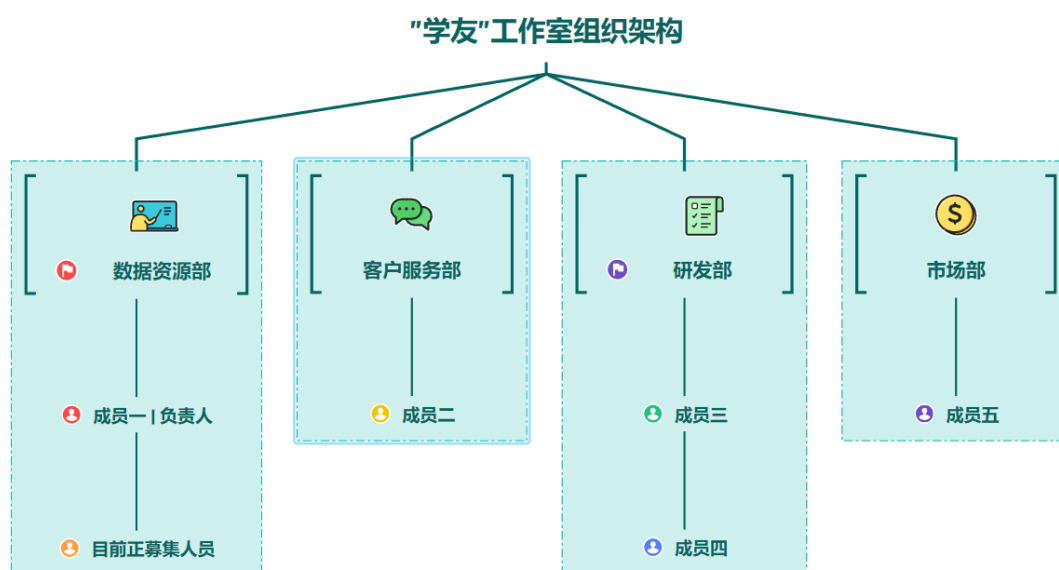 "学友"工作室组织架构
数据资源部
客户服务部
研发部
市场部
成员一 | 负责人
成员二
成员三
成员五
目前正募集人员
成员四